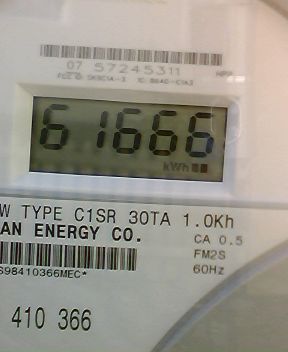 07 57245311
61666
kWh
W TYPE C1SR 30TA 1.0Kh
AN ENERGY CO.
CA 0.5
FM2S
60Hz
S98410366MEC*
410 366